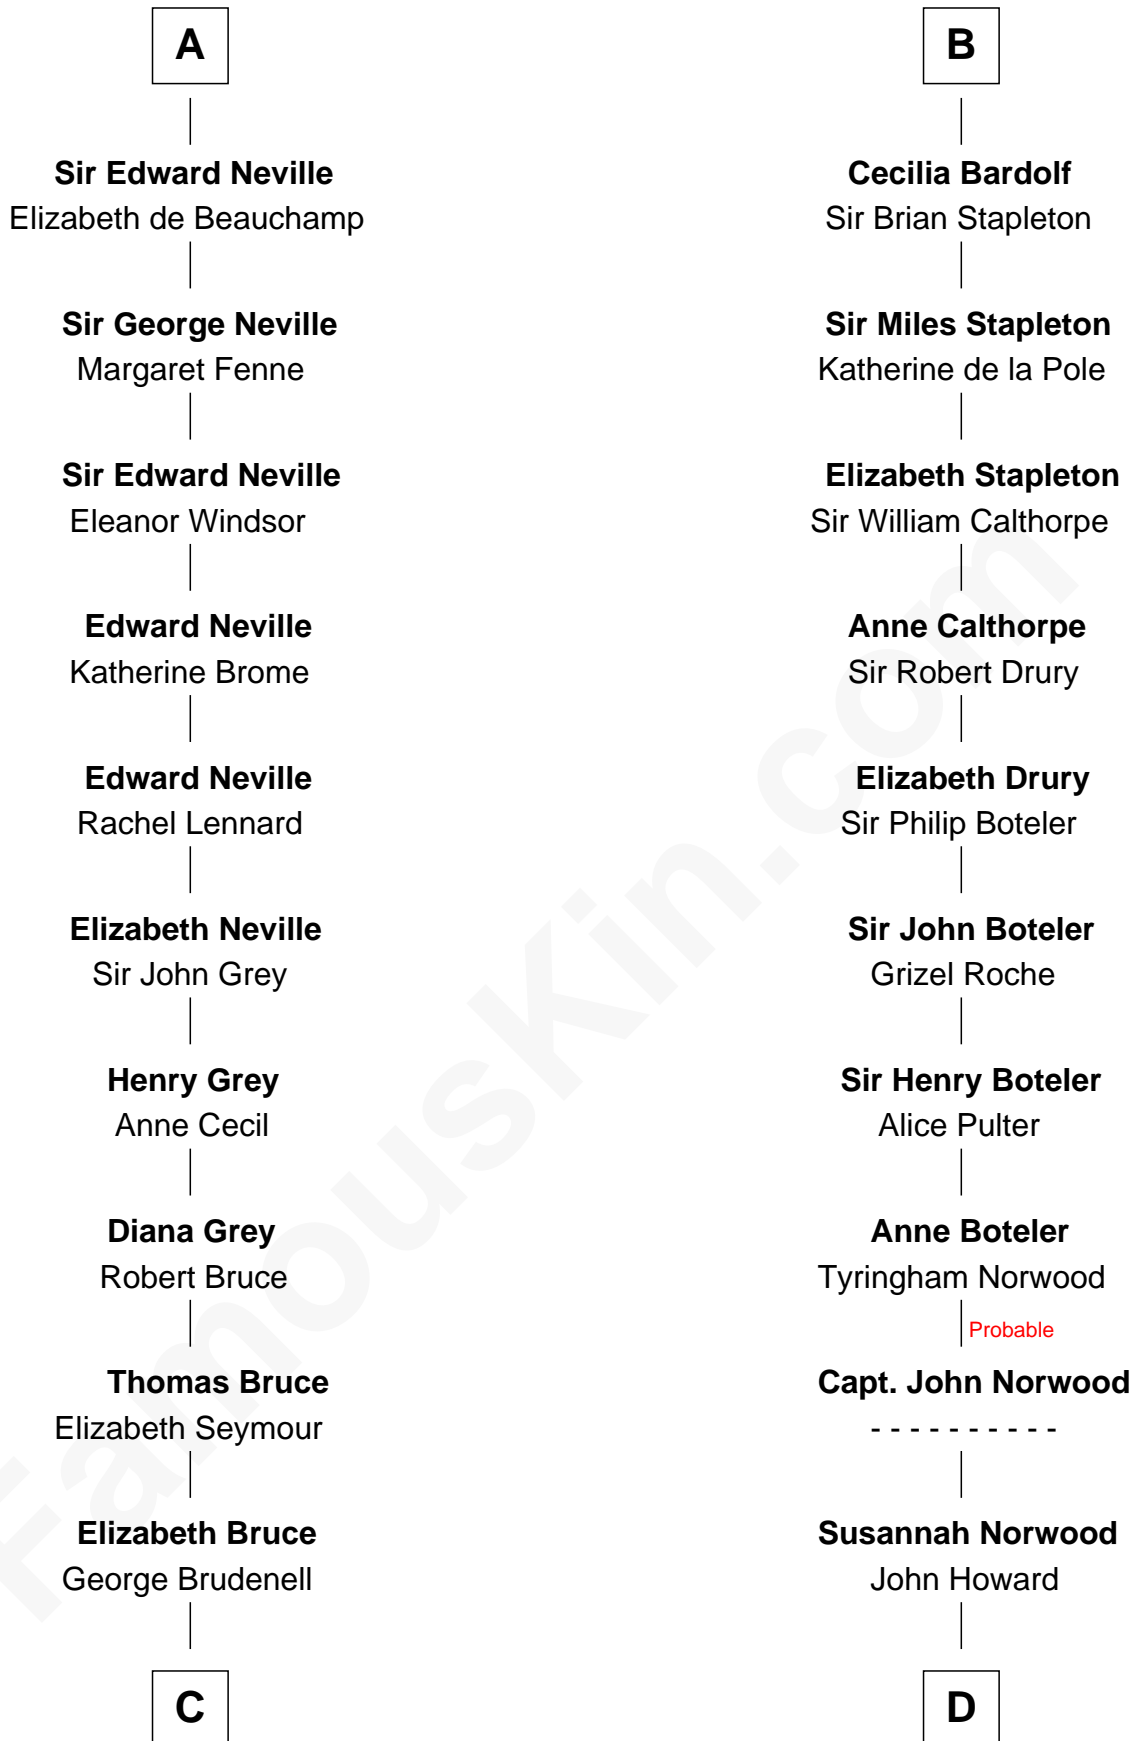 A
Sir Edward Neville
Elizabeth de Beauchamp
Sir George Neville
Margaret Fenne
Sir Edward Neville
Eleanor Windsor
Edward Neville
Katherine Brome
Edward Neville
Rachel Lennard
Elizabeth Neville
Sir John Grey
Henry Grey
Anne Cecil
Diana Grey
Robert Bruce
Thomas Bruce
Elizabeth Seymour
Elizabeth Bruce
George Brudenell
C
B
Cecilia Bardolf
Sir Brian Stapleton
Sir Miles Stapleton
Katherine de la Pole
Elizabeth Stapleton
Sir William Calthorpe
Anne Calthorpe
Sir Robert Drury
Elizabeth Drury
Sir Philip Boteler
Sir John Boteler
Grizel Roche
Sir Henry Boteler
Alice Pulter
Anne Boteler
Tyringham Norwood
Probable
Capt. John Norwood
- - - - - - - - - -
Susannah Norwood
John Howard
D
FamousKin.com